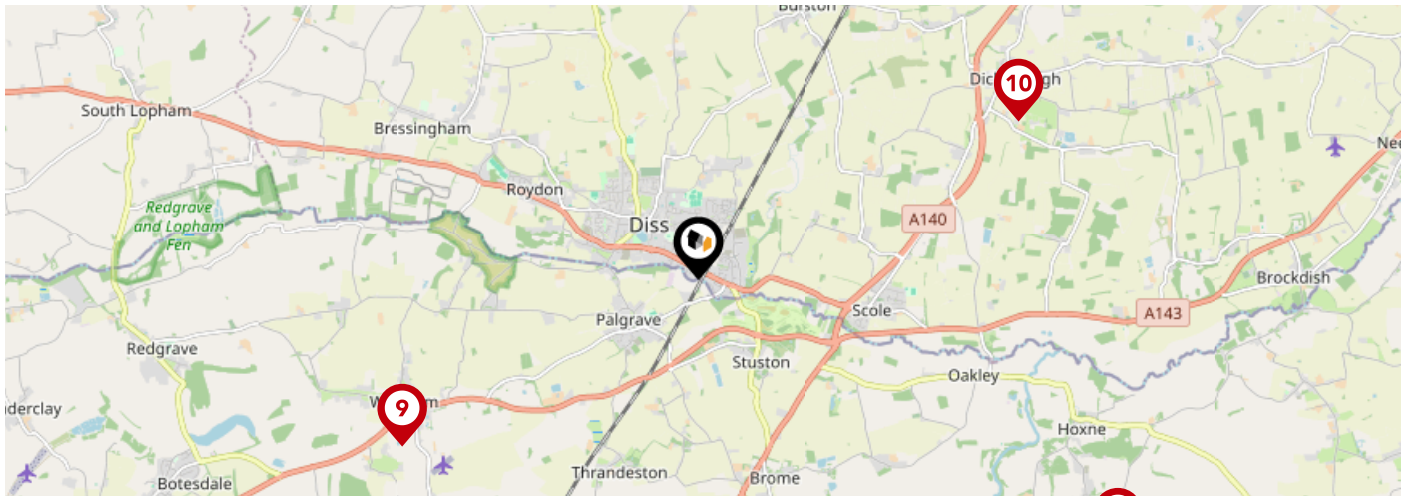 Burston
10
South Lopham
Bressingham
Roydon
Redgrave
and Lopham
Fen
Diss
A140
Brockdish
A143
Scole
Palgrave
Redgrave
Stuston
Oakley
9
Hoxne
Thrandeston
Brome
Botesdale